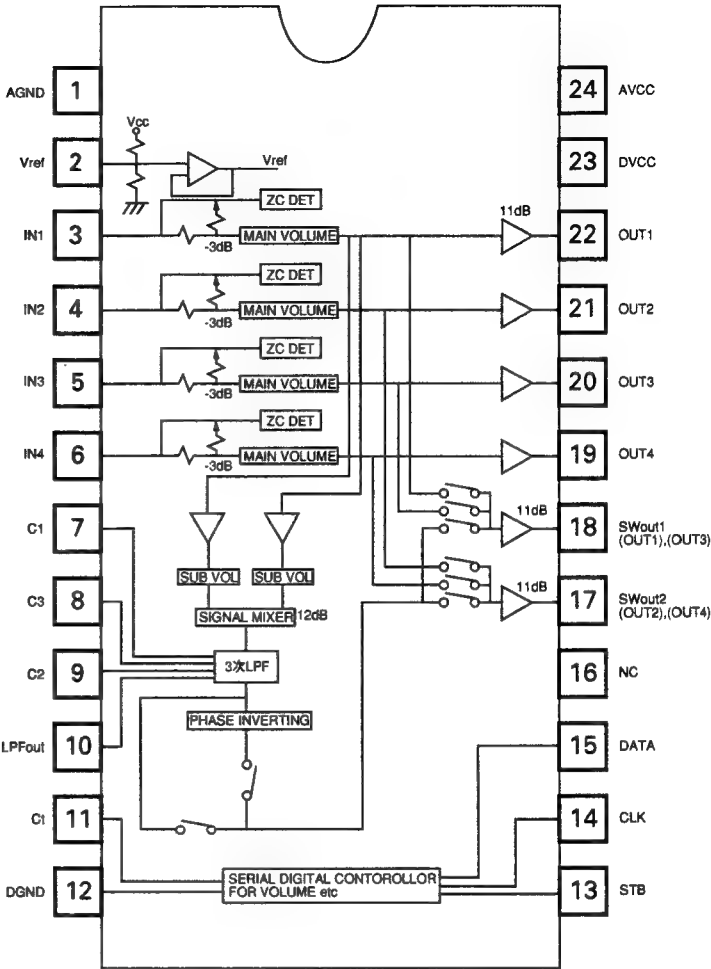 AGND 1
24 AVCC
Vcc
Vref 2
Vref
23 DVCC
ZC DET
11dB
IN1 3
-3dB
MAIN VOLUME
22 OUT1
ZC DET
IN2 4
-3dB
MAIN VOLUME
21 OUT2
ZC DET
IN3 5
-3dB
MAIN VOLUME
20 OUT3
ZC DET
IN4 6
-3dB
MAIN VOLUME
19 OUT4
C1 7
11dB
18 SWout1
(OUT1),(OUT3)
SUB VOL
SUB VOL
11dB
C3 8
SIGNAL MIXER 12dB
17 SWout2
(OUT2),(OUT4)
C2 9
3次LPF
16 NC
PHASE INVERTING
LPFout 10
15 DATA
Ct 11
14 CLK
SERIAL DIGITAL CONTOROLLOR
FOR VOLUME etc
DGND 12
13 STB